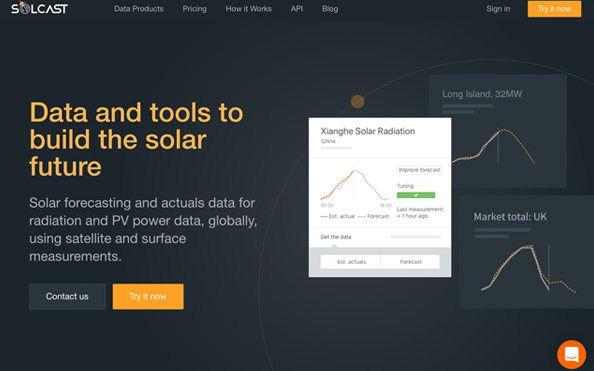 SOLCAST
Data Products
Pricing
How it Works
API
Blog
Sign in
Try it now
Data and tools to
build the solar
future
Solar forecasting and actuals data for
radiation and PV power data, globally,
using satellite and surface
measurements.
Contact us
Try it now
Long Island, 32MW
Xianghe Solar Radiation
China
Improve forecast
Tuning
Last measurement:
> 1 hour ago
00:00
16:00
Est. actual
Forecast
Get the data
Est. actuals
Forecast
Market total: UK